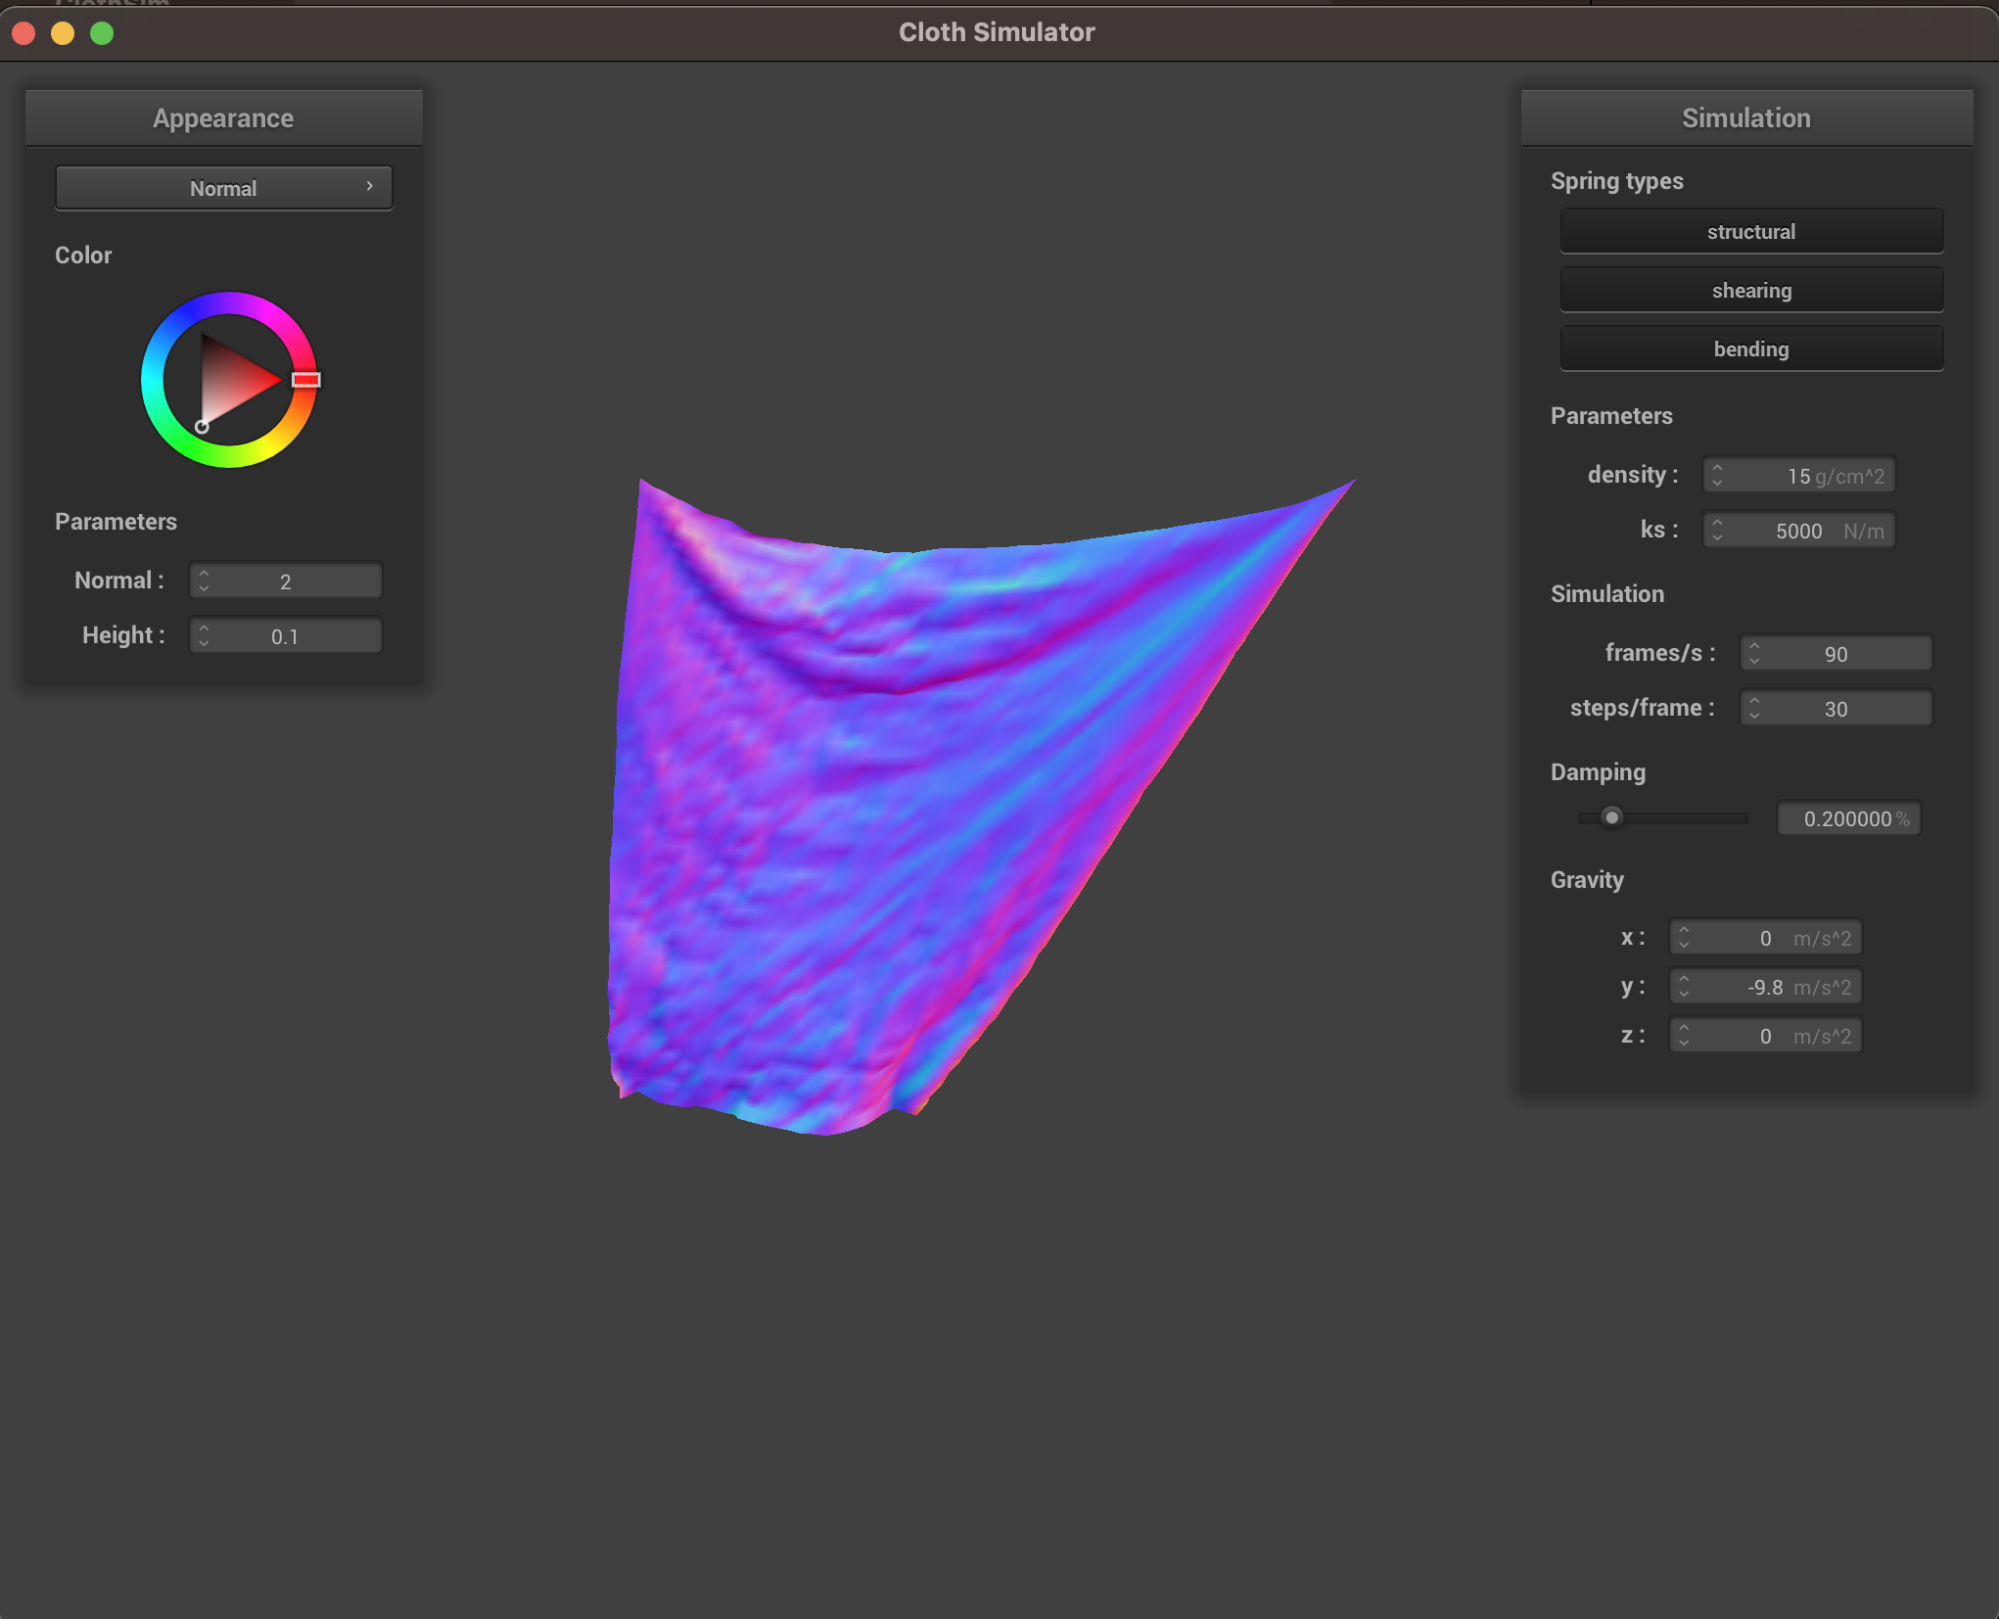 Cloth Simulator
Appearance
Normal
Color
Parameters
Normal : 2
Height : 0.1
Simulation
Spring types
structural
shearing
bending
Parameters
density : 15 g/cm^2
ks : 5000 N/m
Simulation
frames/s : 90
steps/frame : 30
Damping
0.200000 %
Gravity
x : 0 m/s^2
y : -9.8 m/s^2
z : 0 m/s^2